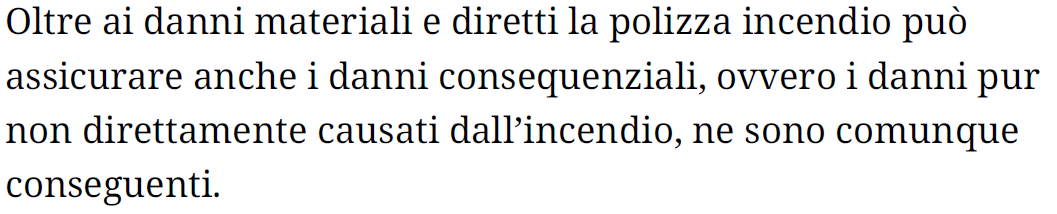 Oltre ai danni materiali e diretti la polizza incendio può
assicurare anche i danni consequenziali, ovvero i danni pur
non direttamente causati dall’incendio, ne sono comunque
conseguenti.